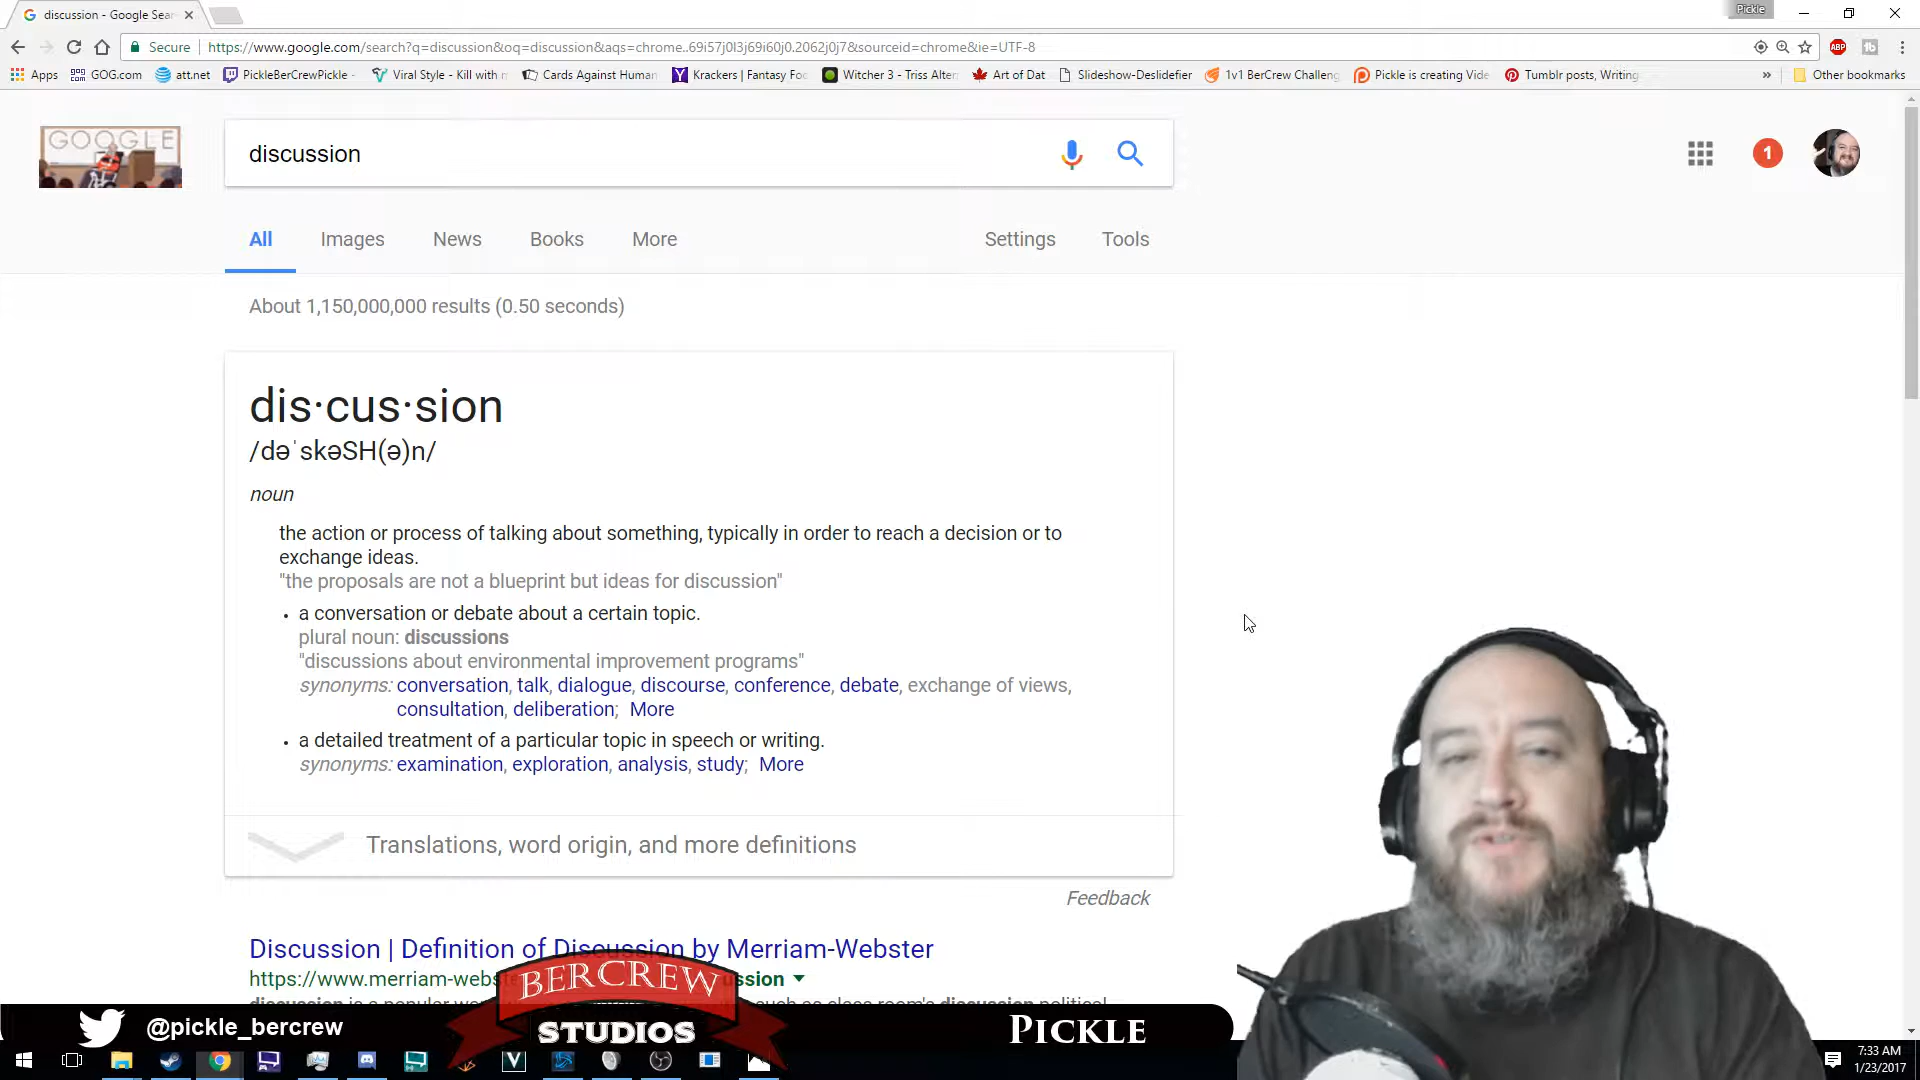 discussion - Google Sear
Pickle
Secure
https://www.google.com/search?q=discussion&oq=discussion&aqs=chrome..69i57j0l3j69i60j0.2062j0j7&sourceid=chrome&ie=UTF-8
ABP
Apps
GOG.com
att.net
PickleBerCrewPickle -
Viral Style - Kill with m
Cards Against Human
Krackers | Fantasy Foo
Witcher 3 - Triss Alter
Art of Dat
Slideshow-Deslidefier
1v1 BerCrew Challeng
Pickle is creating Vide
Tumblr posts, Writing
»
Other bookmarks
GOOGLE
discussion
1
All
Images
News
Books
More
Settings
Tools
About 1,150,000,000 results (0.50 seconds)
dis·cus·sion
/dəˈskəSH(ə)n/
noun
the action or process of talking about something, typically in order to reach a decision or to
exchange ideas.
"the proposals are not a blueprint but ideas for discussion"
• a conversation or debate about a certain topic.
plural noun: discussions
"discussions about environmental improvement programs"
synonyms: conversation, talk, dialogue, discourse, conference, debate, exchange of views,
consultation, deliberation; More
• a detailed treatment of a particular topic in speech or writing.
synonyms: examination, exploration, analysis, study; More
Translations, word origin, and more definitions
Feedback
Discussion | Definition of Discussion by Merriam-Webster
https://www.merriam-webst
ssion
@pickle_bercrew
BERCREW
STUDIOS
PICKLE
7:33 AM
1/23/2017